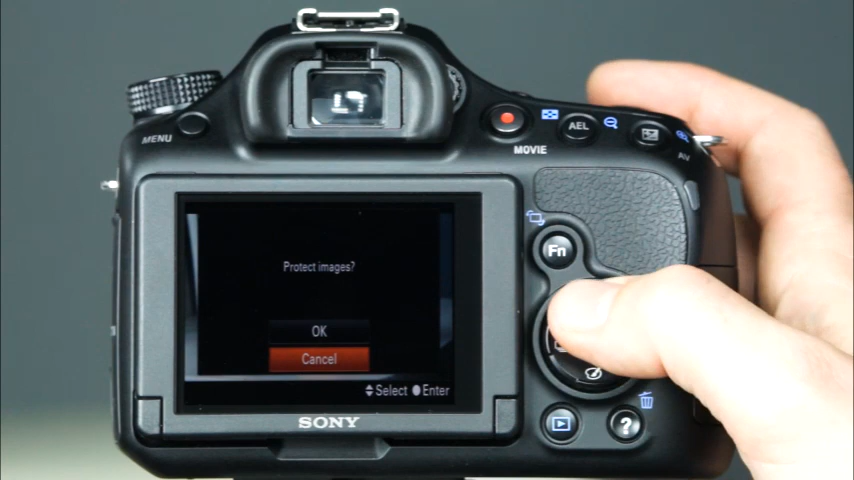 MENU
MOVIE
AEL
AV
Fn
Protect images?
OK
Cancel
Select Enter
SONY
?